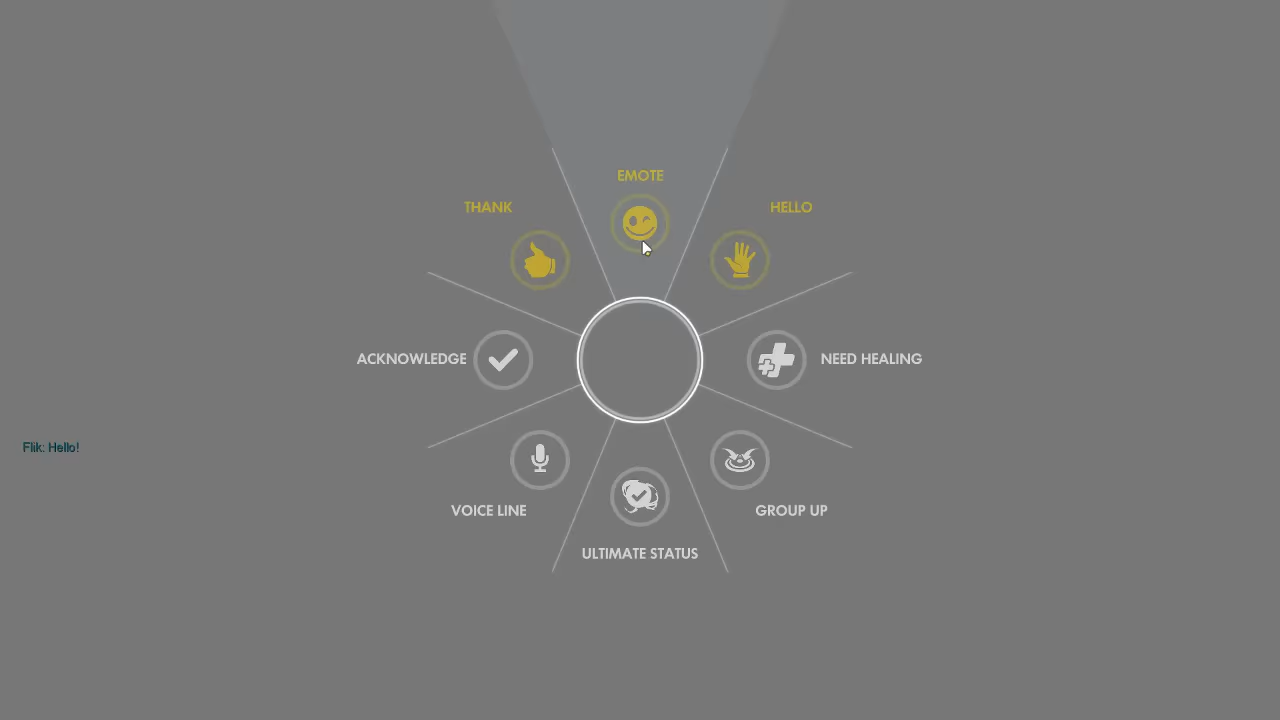 EMOTE
THANK
HELLO
ACKNOWLEDGE
NEED HEALING
Flik: Hello!
VOICE LINE
GROUP UP
ULTIMATE STATUS